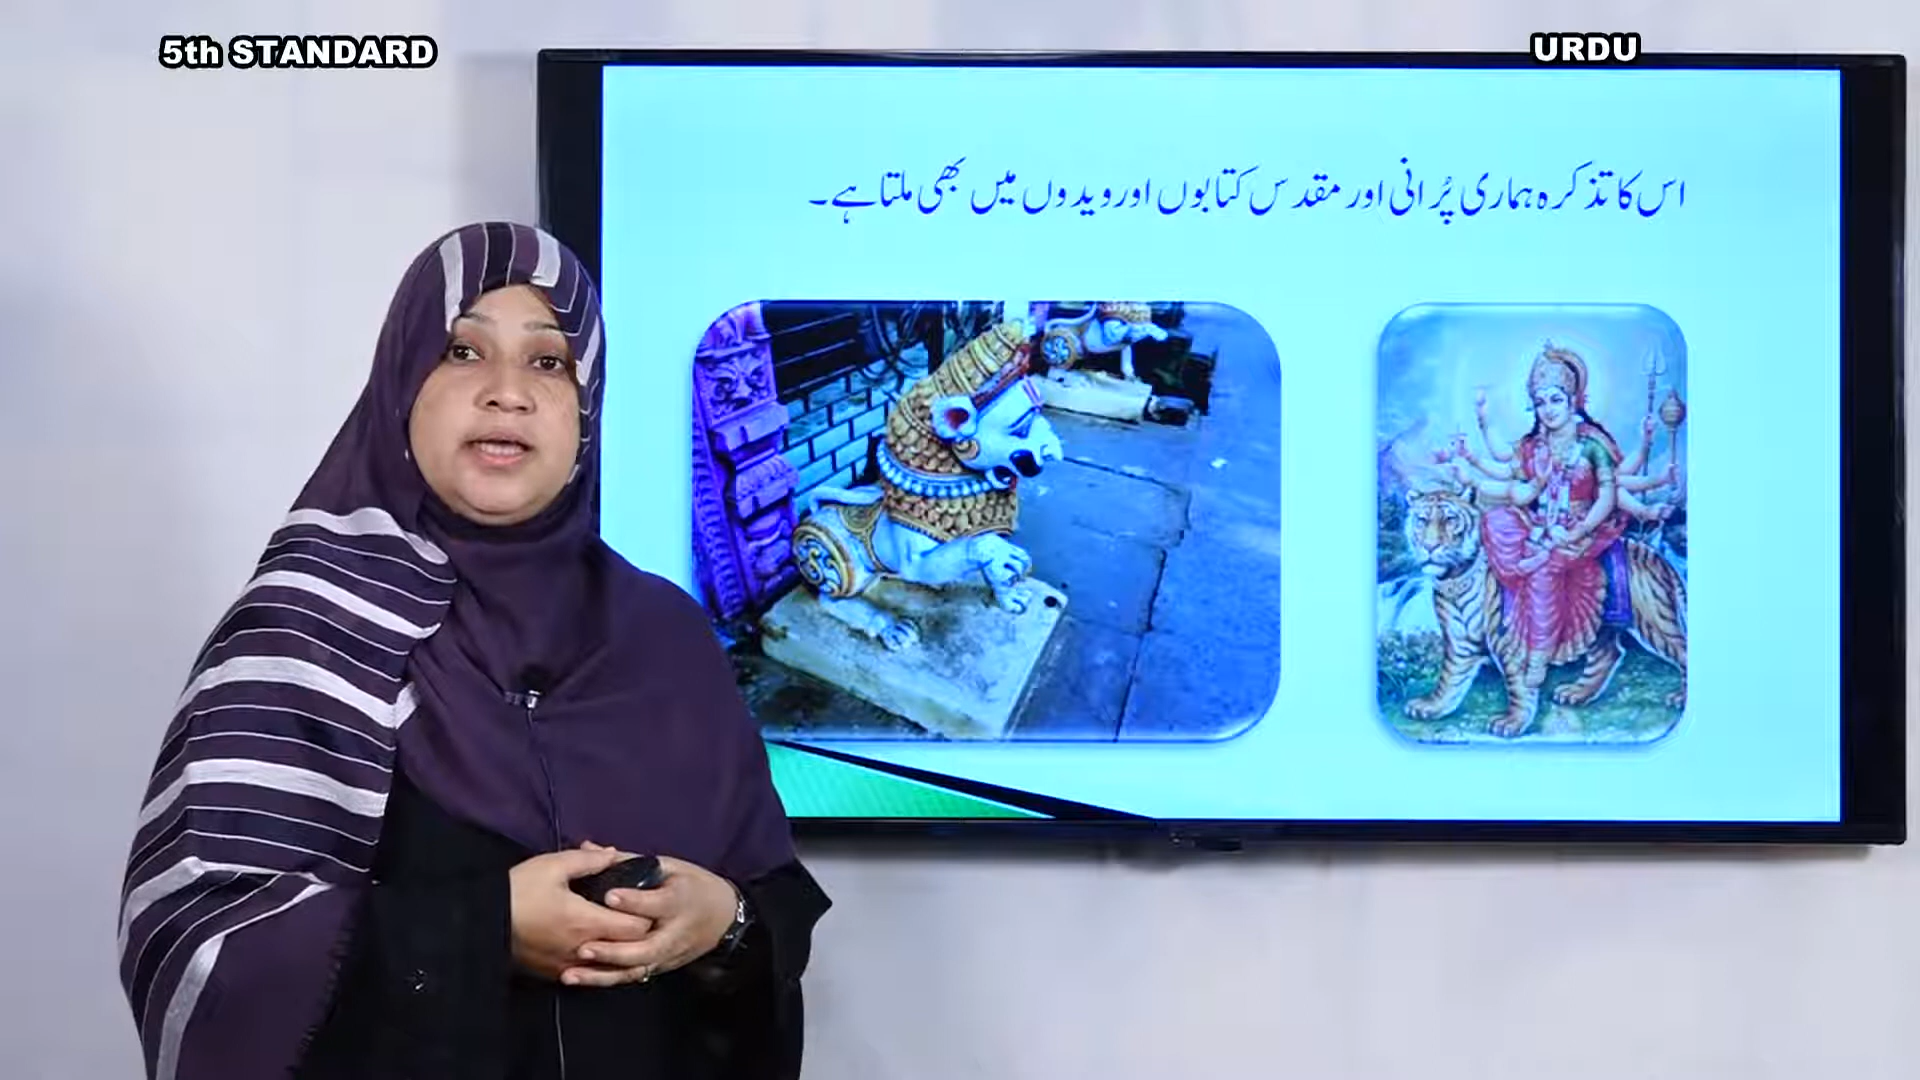 5th STANDARD
URDU
اس کا تذکرہ ہماری پُرانی اور مقدس کتابوں اور ویدوں میں بھی ملتا ہے۔